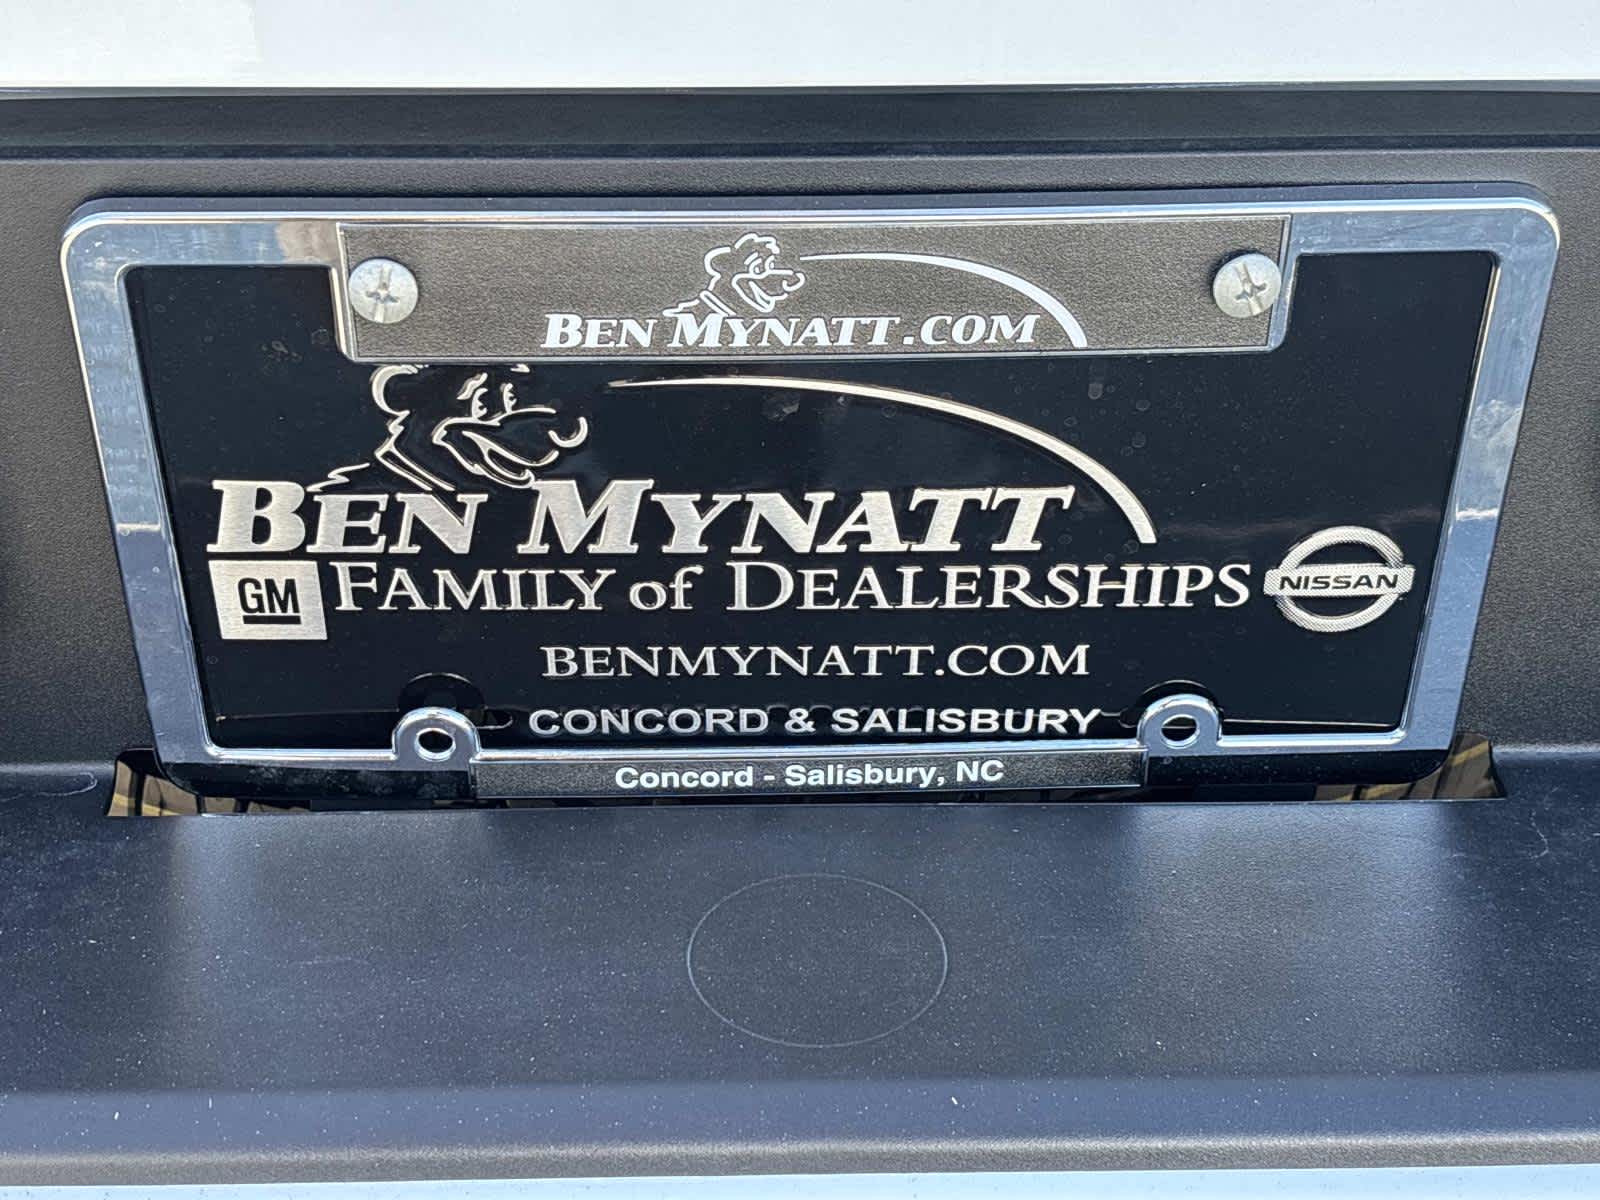 BEN MYNATT.COM
BEN MYNATT
GM FAMILY of DEALERSHIPS NISSAN
BENMYNATT.COM
CONCORD & SALISBURY
Concord - Salisbury, NC